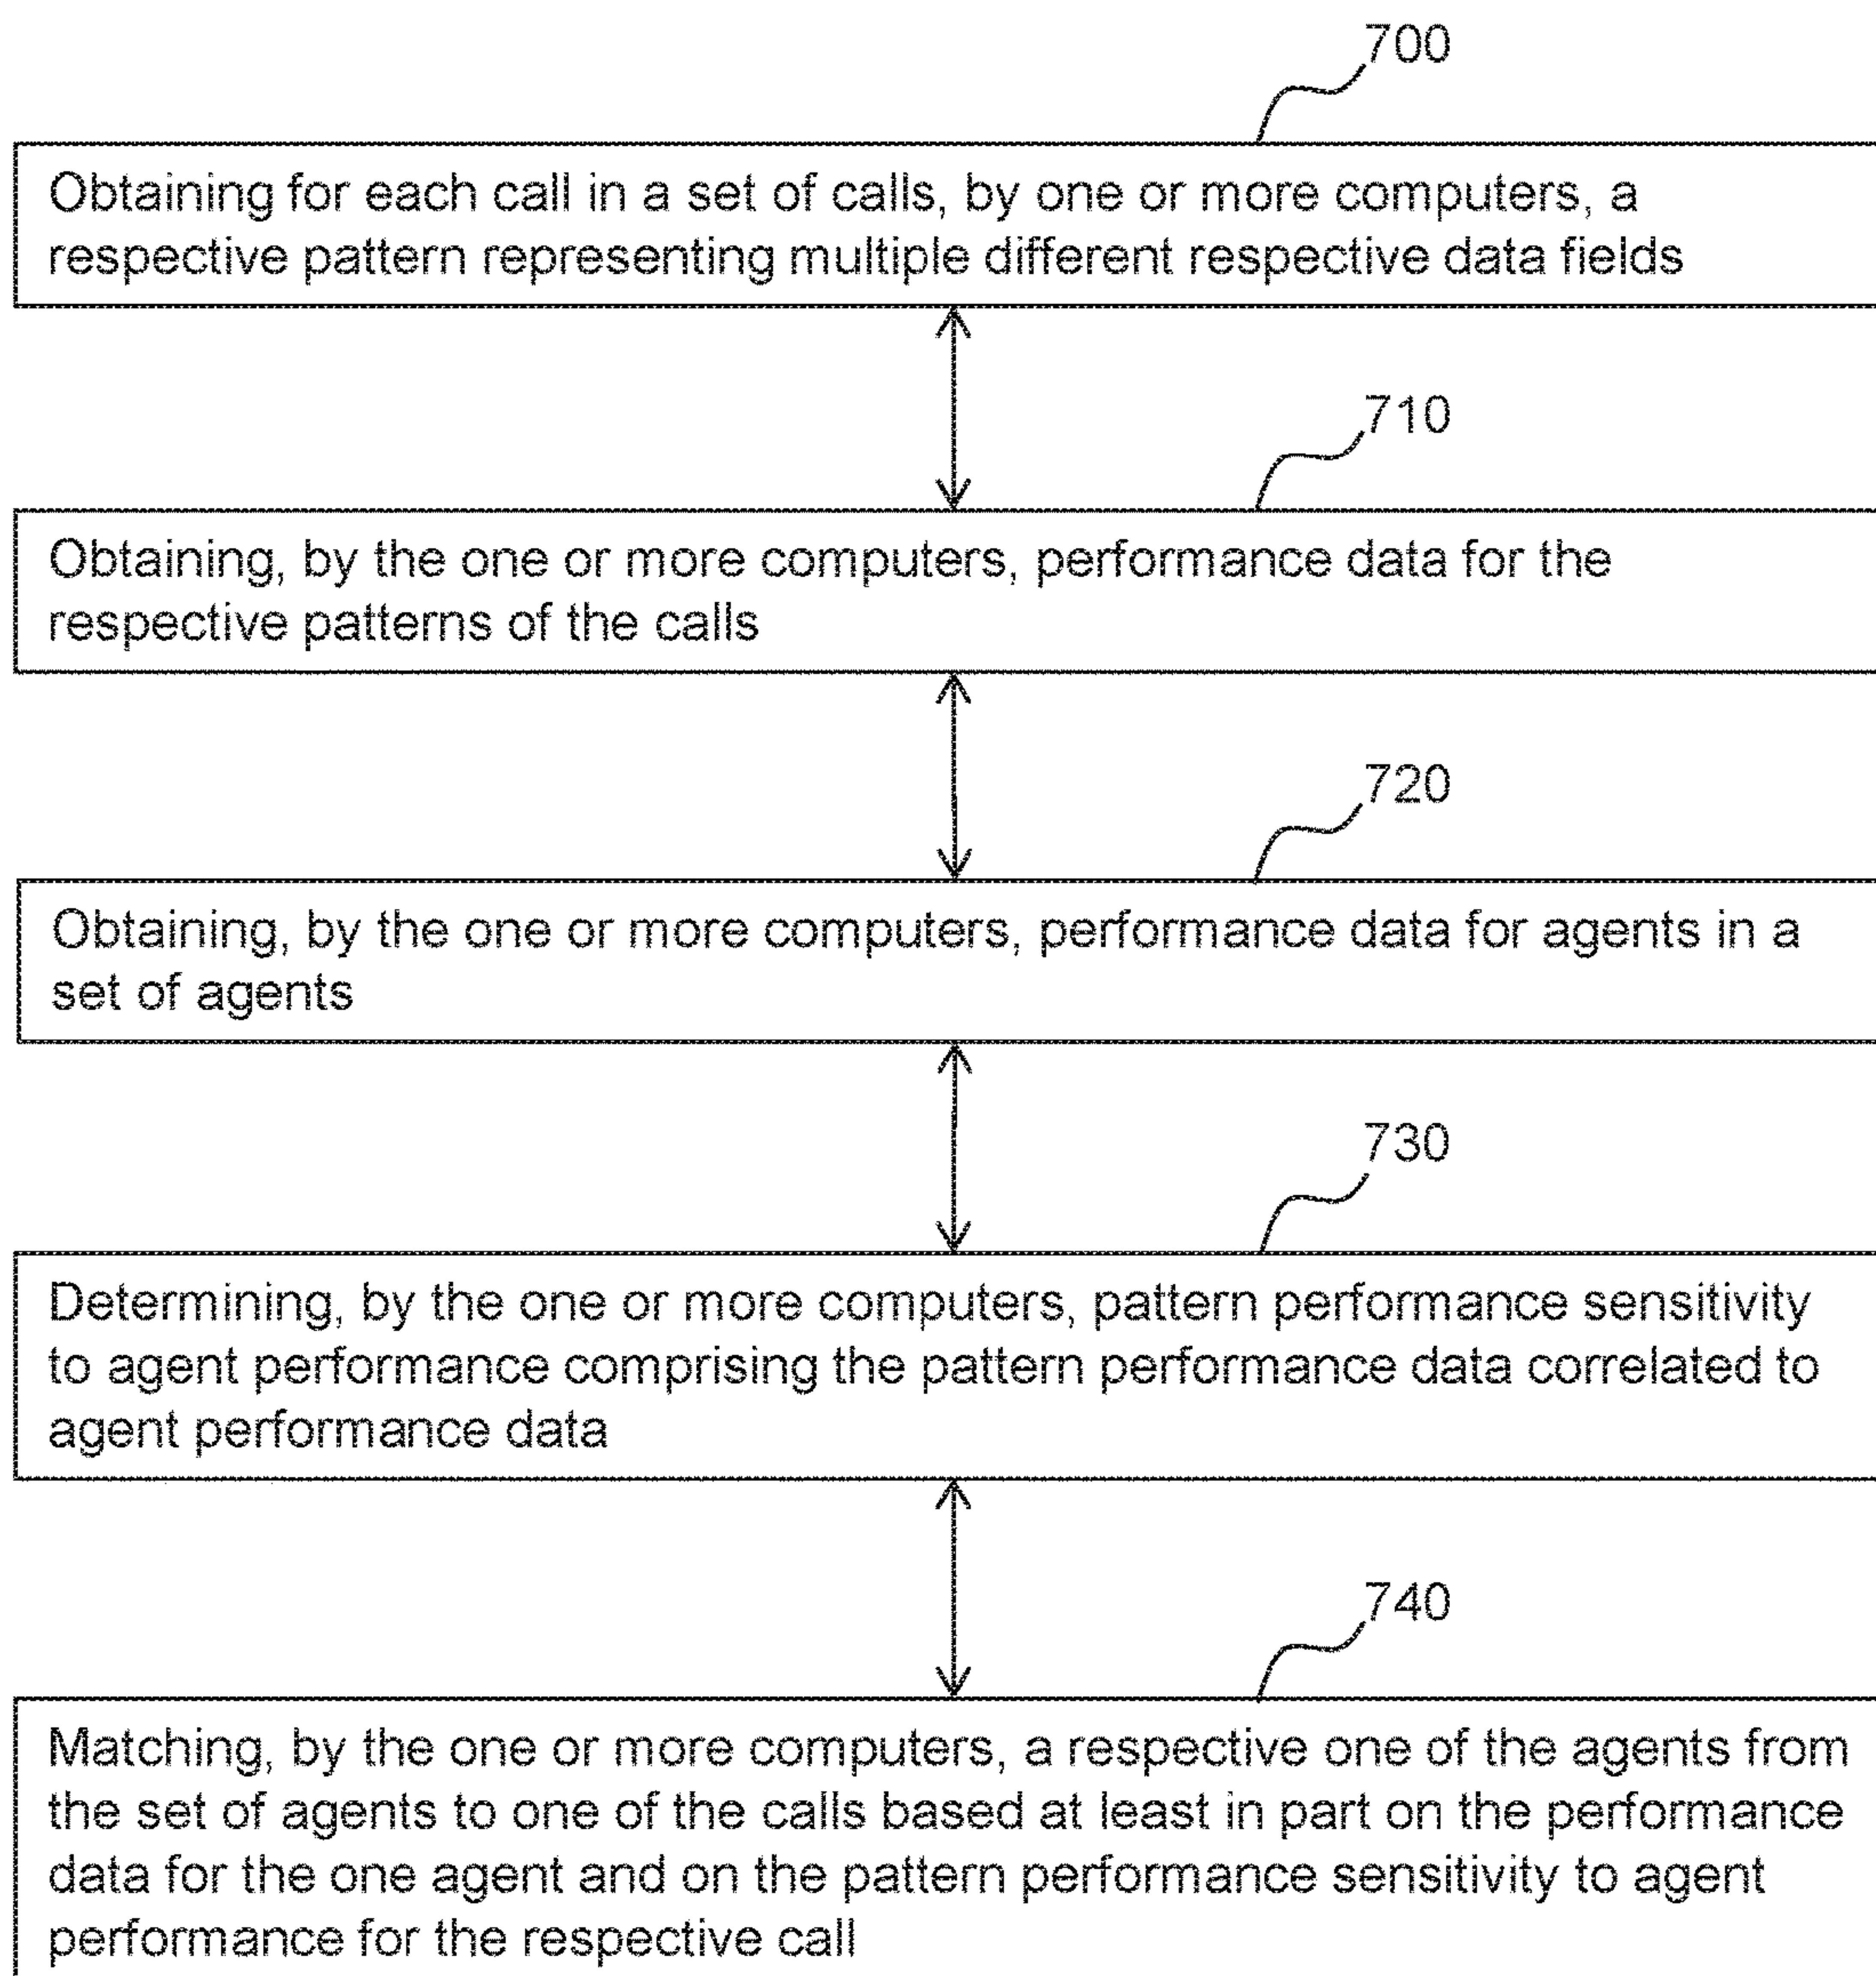 700
Obtaining for each call in a set of calls, by one or more computers, a
respective pattern representing multiple different respective data fields
710
Obtaining, by the one or more computers, performance data for the
respective patterns of the calls
720
Obtaining, by the one or more computers, performance data for agents in a
set of agents
730
Determining, by the one or more computers, pattern performance sensitivity
to agent performance comprising the pattern performance data correlated to
agent performance data
740
Matching, by the one or more computers, a respective one of the agents from
the set of agents to one of the calls based at least in part on the performance
data for the one agent and on the pattern performance sensitivity to agent
performance for the respective call